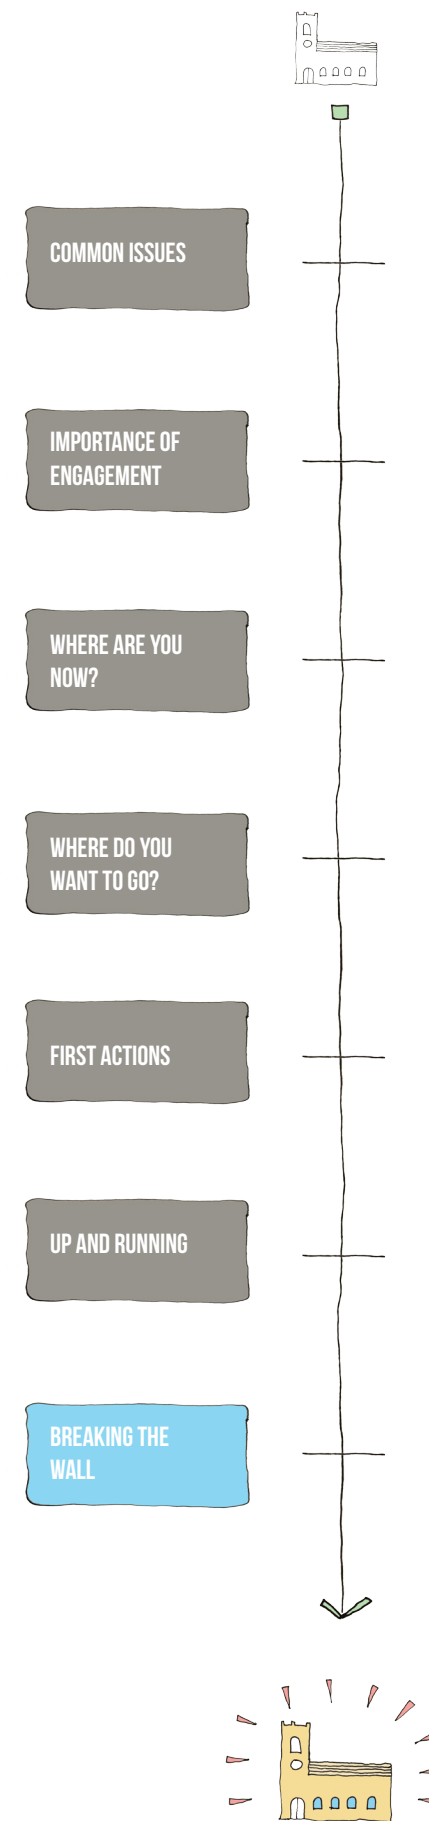 COMMON ISSUES
IMPORTANCE OF
ENGAGEMENT
WHERE ARE YOU
NOW?
WHERE DO YOU
WANT TO GO?
FIRST ACTIONS
UP AND RUNNING
BREAKING THE
WALL